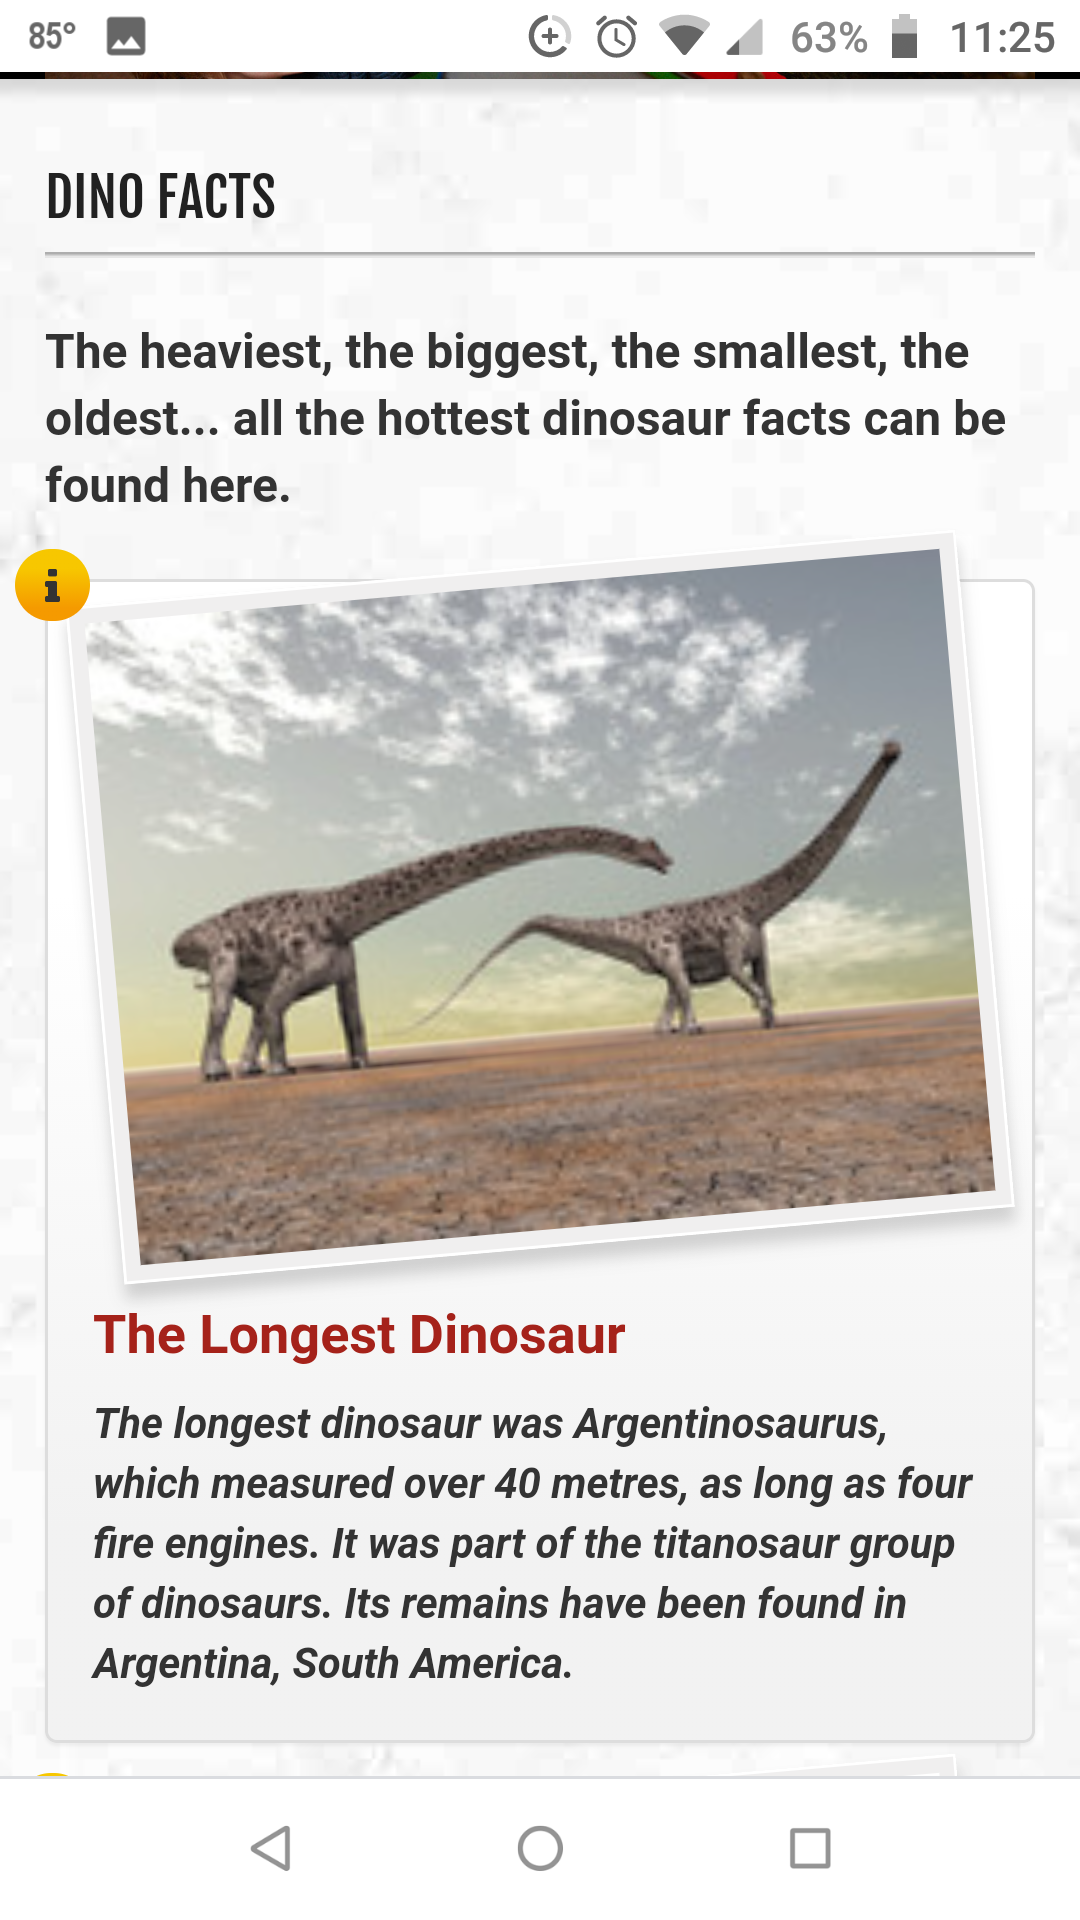 85°
63%
11:25
DINO FACTS
The heaviest, the biggest, the smallest, the
oldest... all the hottest dinosaur facts can be
found here.
i
The Longest Dinosaur
The longest dinosaur was Argentinosaurus,
which measured over 40 metres, as long as four
fire engines. It was part of the titanosaur group
of dinosaurs. Its remains have been found in
Argentina, South America.